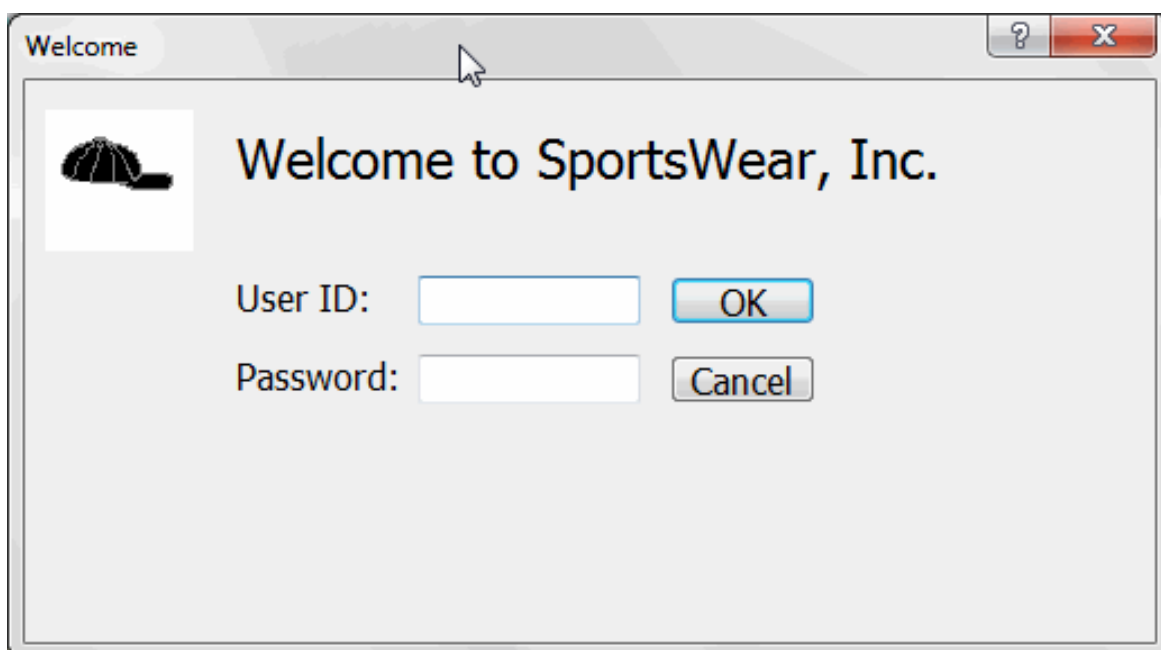 Welcome
?
X
Welcome to SportsWear, Inc.
User ID:
OK
Password:
Cancel